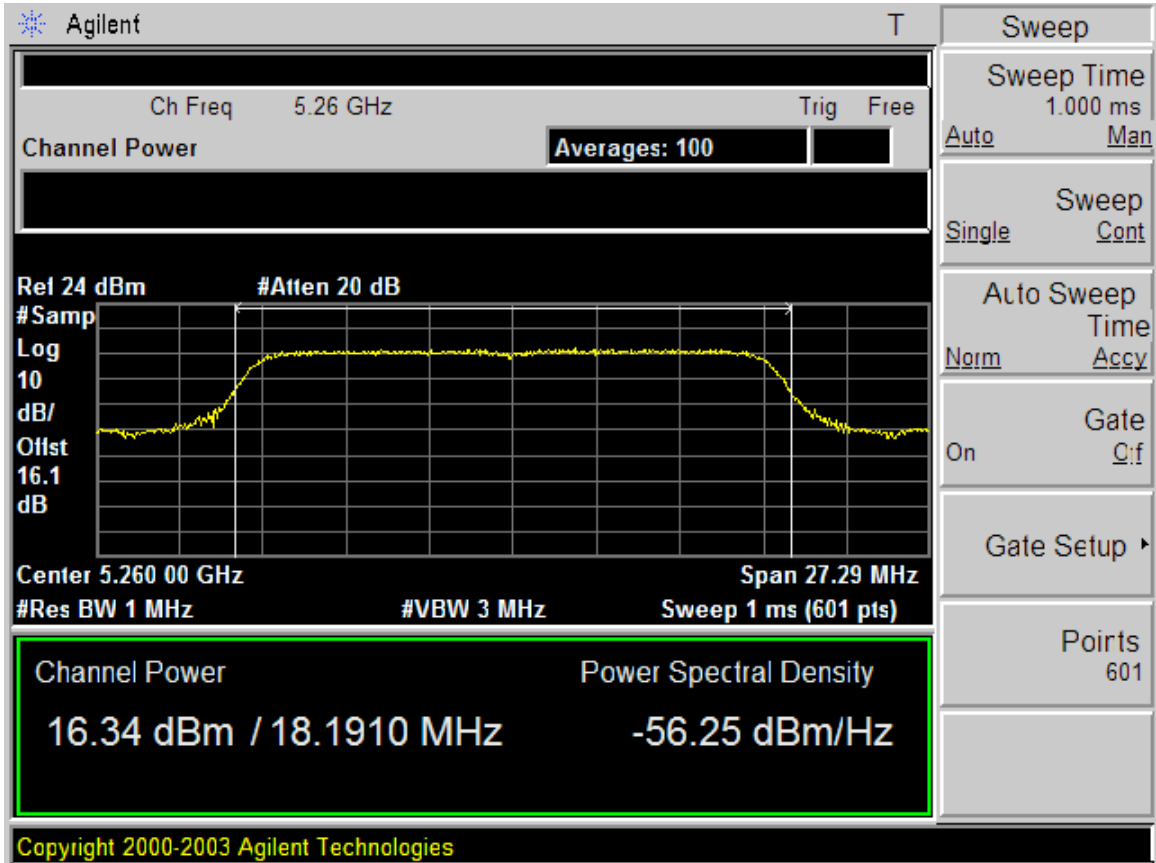 Agilent T
Ch Freq 5.26 GHz Trig Free
Channel Power Averages: 100
Ref 24 dBm #Atten 20 dB
#Samp
Log
10
dB/
Offst
16.1
dB
Center 5.260 00 GHz Span 27.29 MHz
#Res BW 1 MHz #VBW 3 MHz Sweep 1 ms (601 pts)
Channel Power Power Spectral Density
16.34 dBm / 18.1910 MHz -56.25 dBm/Hz
Copyright 2000-2003 Agilent Technologies
Sweep
Sweep Time
1.000 ms
Auto Man
Sweep
Single Cont
Auto Sweep
Time
Norm Accy
Gate
On Off
Gate Setup
Points
601